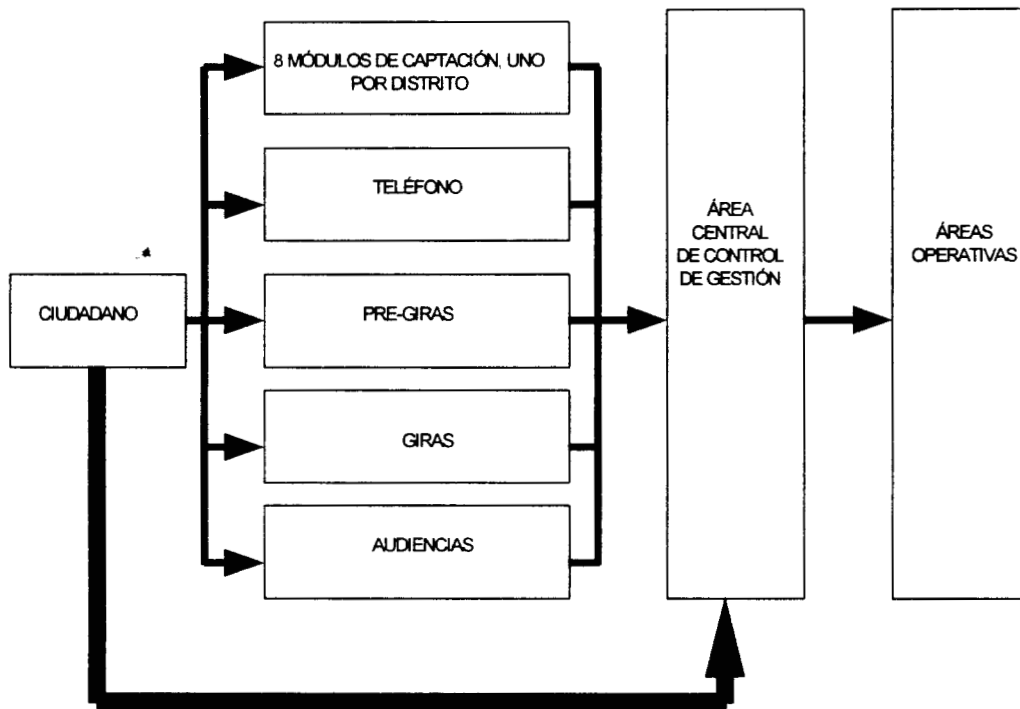 8 MÓDULOS DE CAPTACIÓN, UNO
POR DISTRITO
TELÉFONO
CIUDADANO
PRE-GIRAS
GIRAS
AUDIENCIAS
ÁREA
CENTRAL
DE CONTROL
DE GESTIÓN
ÁREAS
OPERATIVAS